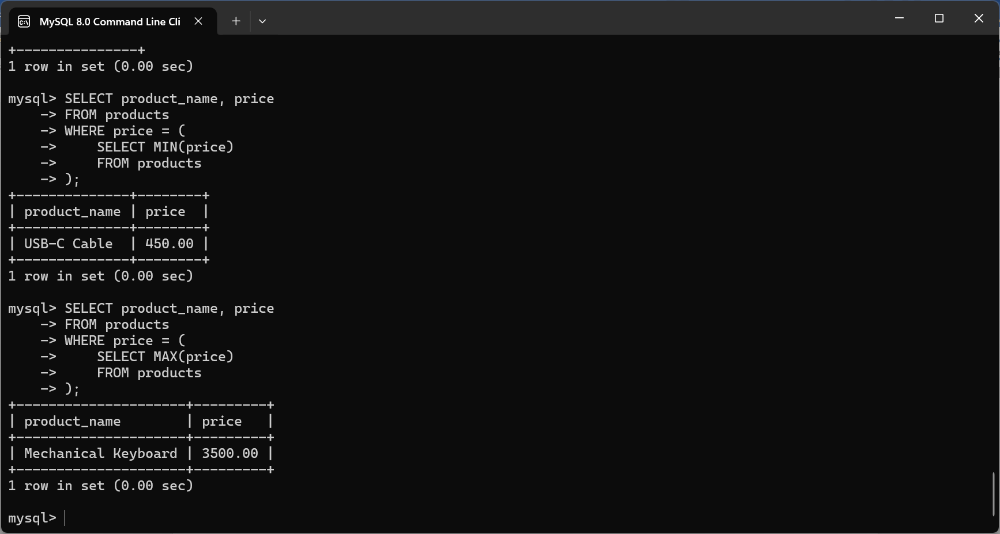 MySQL 8.0 Command Line Cli
+---------------+
1 row in set (0.00 sec)
mysql> SELECT product_name, price
    -> FROM products
    -> WHERE price = (
    ->     SELECT MIN(price)
    ->     FROM products
    -> );
+--------------+--------+
| product_name | price  |
+--------------+--------+
| USB-C Cable  | 450.00 |
+--------------+--------+
1 row in set (0.00 sec)
mysql> SELECT product_name, price
    -> FROM products
    -> WHERE price = (
    ->     SELECT MAX(price)
    ->     FROM products
    -> );
+---------------------+---------+
| product_name        | price   |
+---------------------+---------+
| Mechanical Keyboard | 3500.00 |
+---------------------+---------+
1 row in set (0.00 sec)
mysql>